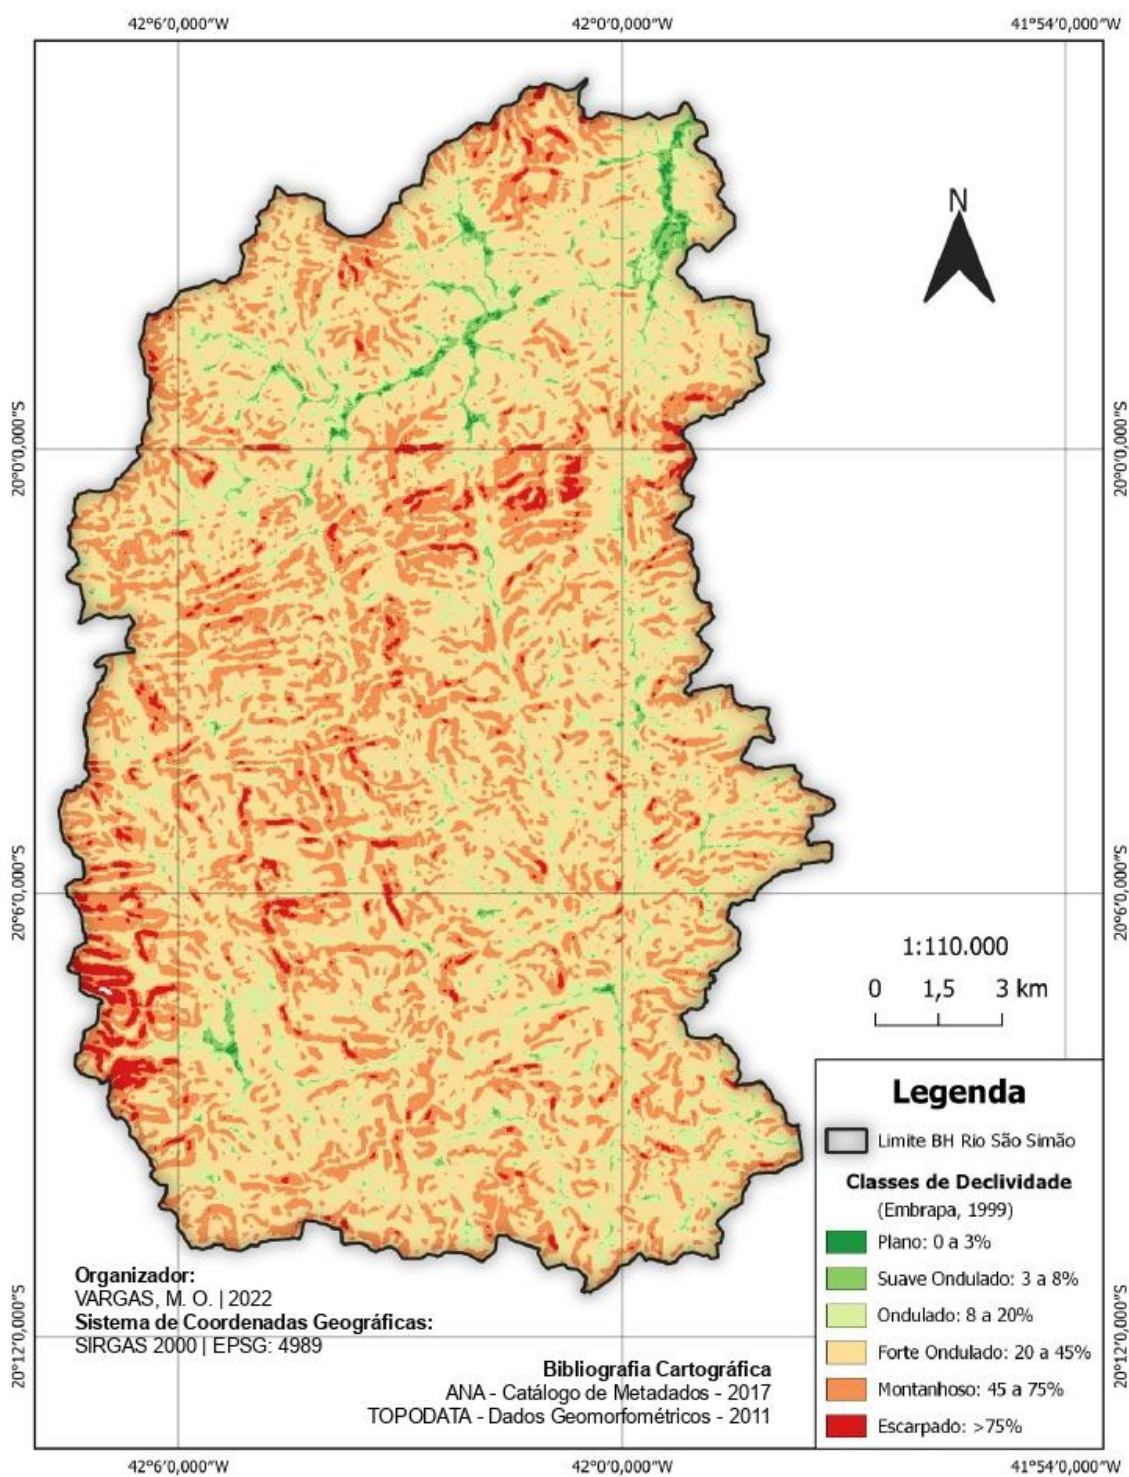 42°6'0,000"W
42°0'0,000"W
41°54'0,000"W
N
20°0'0,000"S
20°0'0,000"S
20°6'0,000"S
20°6'0,000"S
1:110.000
0 1,5 3 km
Legenda
Limite BH Rio São Simão
Classes de Declividade
(Embrapa, 1999)
Plano: 0 a 3%
Suave Ondulado: 3 a 8%
Ondulado: 8 a 20%
Forte Ondulado: 20 a 45%
Montanhoso: 45 a 75%
Escarpado: >75%
Organizador:
VARGAS, M. O. | 2022
Sistema de Coordenadas Geográficas:
SIRGAS 2000 | EPSG: 4989
Bibliografia Cartográfica
ANA - Catálogo de Metadados - 2017
TOPODATA - Dados Geomorfométricos - 2011
20°12'0,000"S
20°12'0,000"S
42°6'0,000"W
42°0'0,000"W
41°54'0,000"W